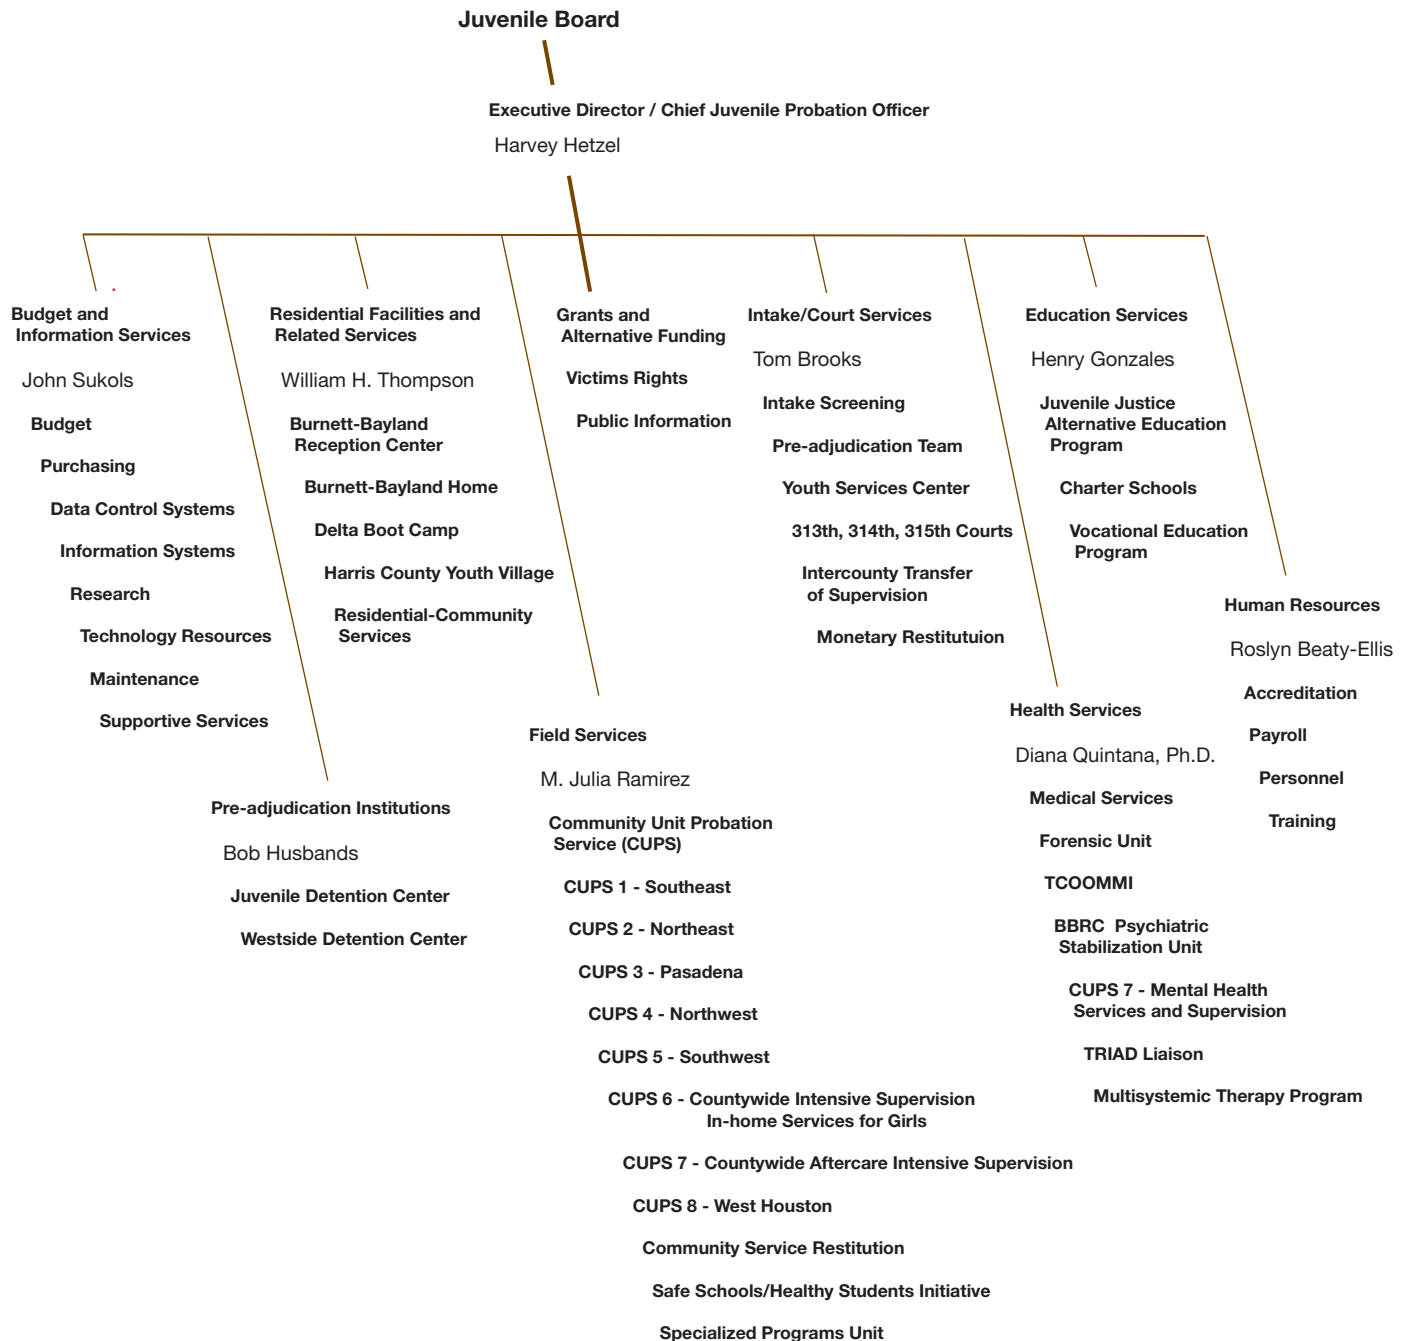 Juvenile Board
Executive Director / Chief Juvenile Probation Officer
Harvey Hetzel
Budget and
Information Services
John Sukols
Budget
Purchasing
Data Control Systems
Information Systems
Research
Technology Resources
Maintenance
Supportive Services
Pre-adjudication Institutions
Bob Husbands
Juvenile Detention Center
Westside Detention Center
Residential Facilities and
Related Services
William H. Thompson
Burnett-Bayland
Reception Center
Burnett-Bayland Home
Delta Boot Camp
Harris County Youth Village
Residential-Community
Services
Field Services
M. Julia Ramirez
Community Unit Probation
Service (CUPS)
CUPS 1 - Southeast
CUPS 2 - Northeast
CUPS 3 - Pasadena
CUPS 4 - Northwest
CUPS 5 - Southwest
CUPS 6 - Countywide Intensive Supervision
In-home Services for Girls
CUPS 7 - Countywide Aftercare Intensive Supervision
CUPS 8 - West Houston
Community Service Restitution
Safe Schools/Healthy Students Initiative
Specialized Programs Unit
Grants and
Alternative Funding
Victims Rights
Public Information
Intake/Court Services
Tom Brooks
Intake Screening
Pre-adjudication Team
Youth Services Center
313th, 314th, 315th Courts
Intercounty Transfer
of Supervision
Monetary Restitutuion
Health Services
Diana Quintana, Ph.D.
Medical Services
Forensic Unit
TCOOMMI
BBRC  Psychiatric
Stabilization Unit
CUPS 7 - Mental Health
Services and Supervision
TRIAD Liaison
Multisystemic Therapy Program
Education Services
Henry Gonzales
Juvenile Justice
Alternative Education
Program
Charter Schools
Vocational Education
Program
Human Resources
Roslyn Beaty-Ellis
Accreditation
Payroll
Personnel
Training